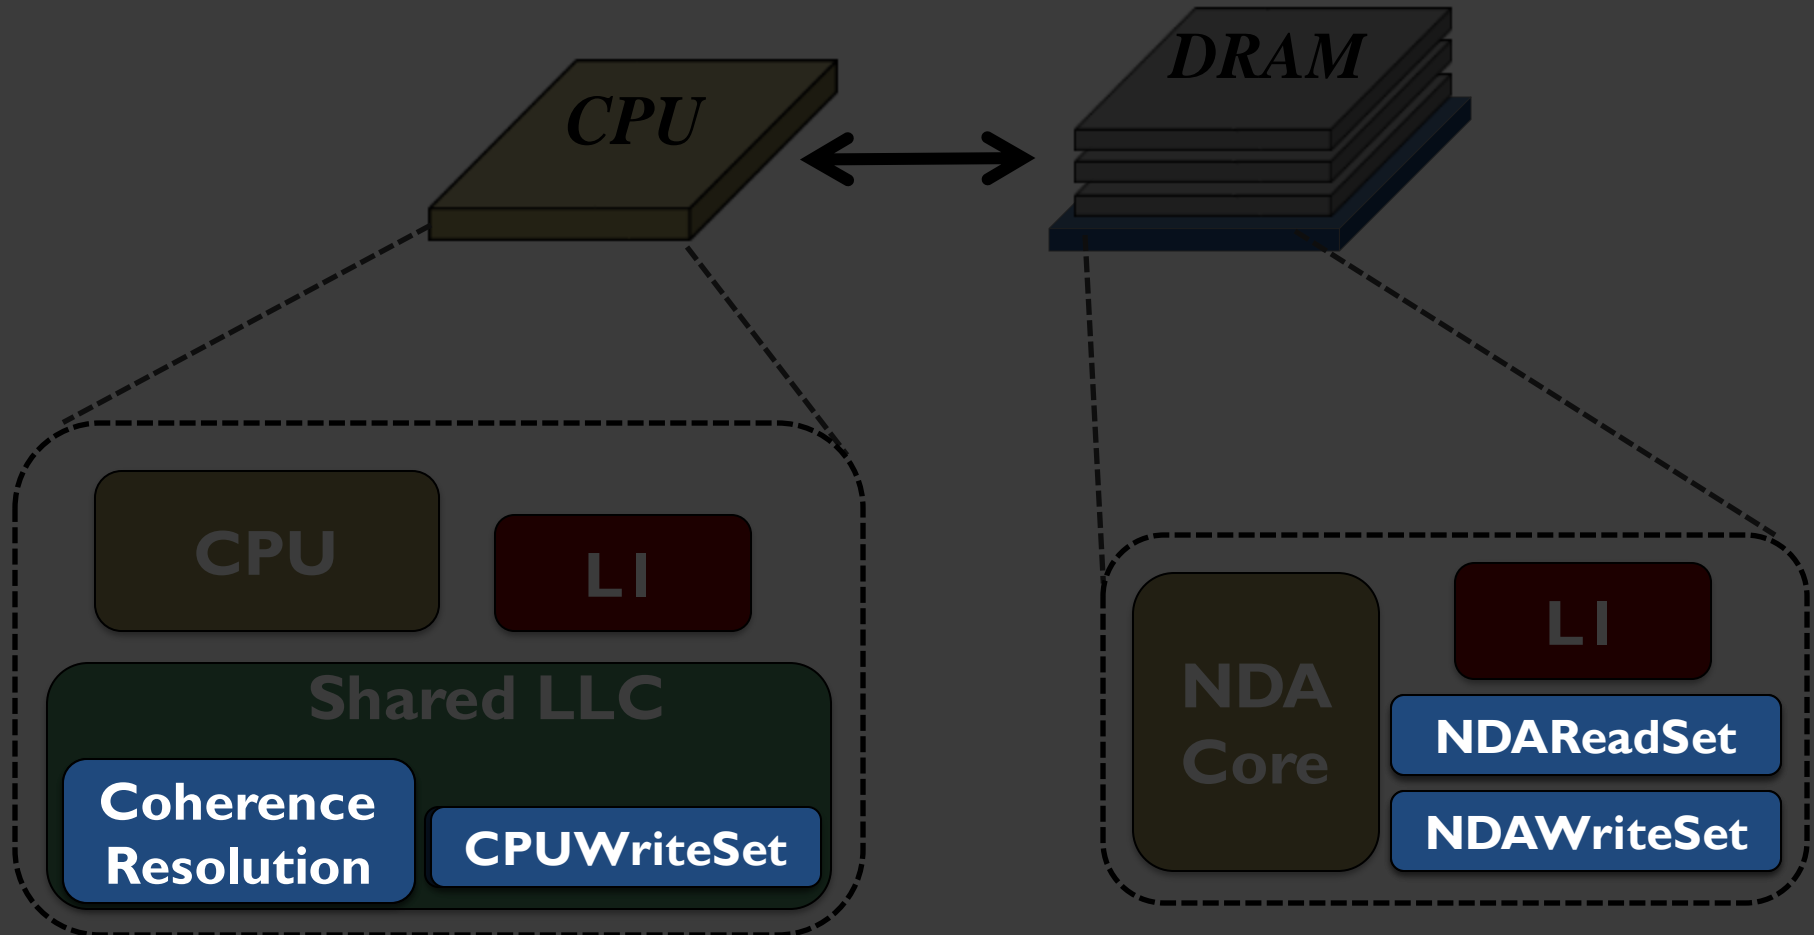 CPU
DRAM
CPU
L1
Shared LLC
Coherence
Resolution
CPUWriteSet
NDA
Core
L1
NDAReadSet
NDAWriteSet